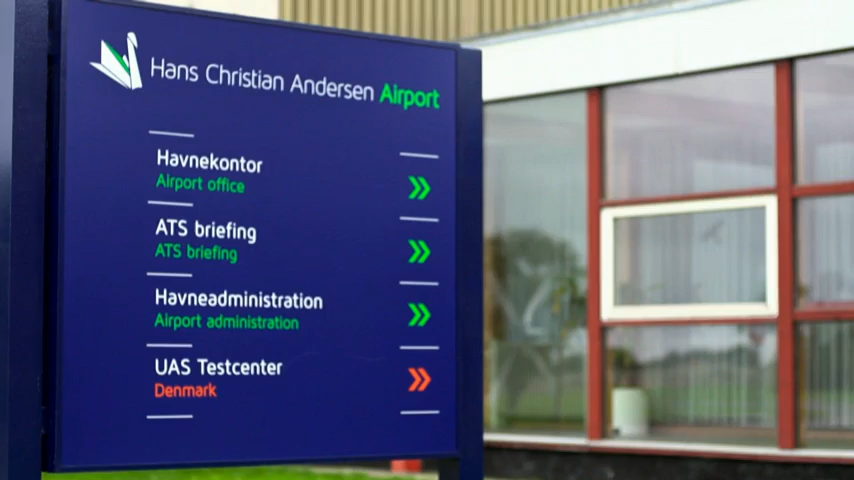 Hans Christian Andersen Airport
Havnekontor
Airport office
ATS briefing
ATS briefing
Havneadministration
Airport administration
UAS Testcenter
Denmark